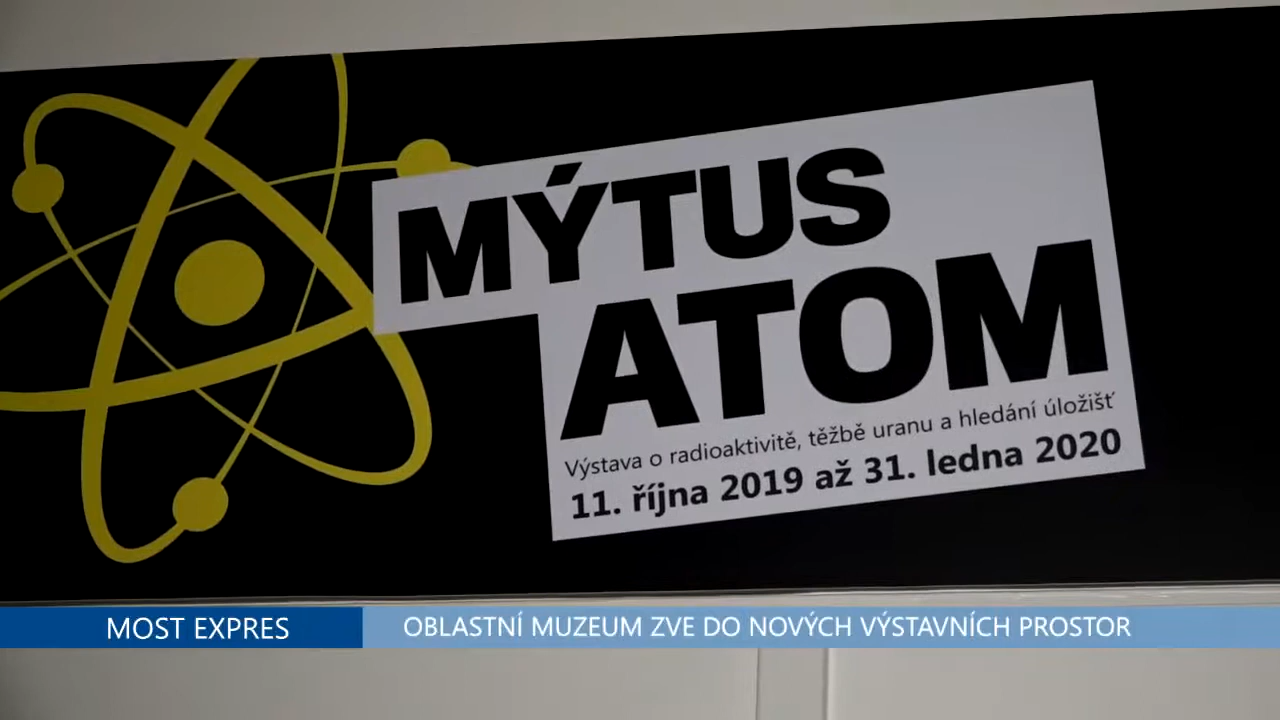 MÝTUS
ATOM
Výstava o radioaktivitě, těžbě uranu a hledání úložišť
11. října 2019 až 31. ledna 2020
MOST EXPRES
OBLASTNÍ MUZEUM ZVE DO NOVÝCH VÝSTAVNÍCH PROSTOR